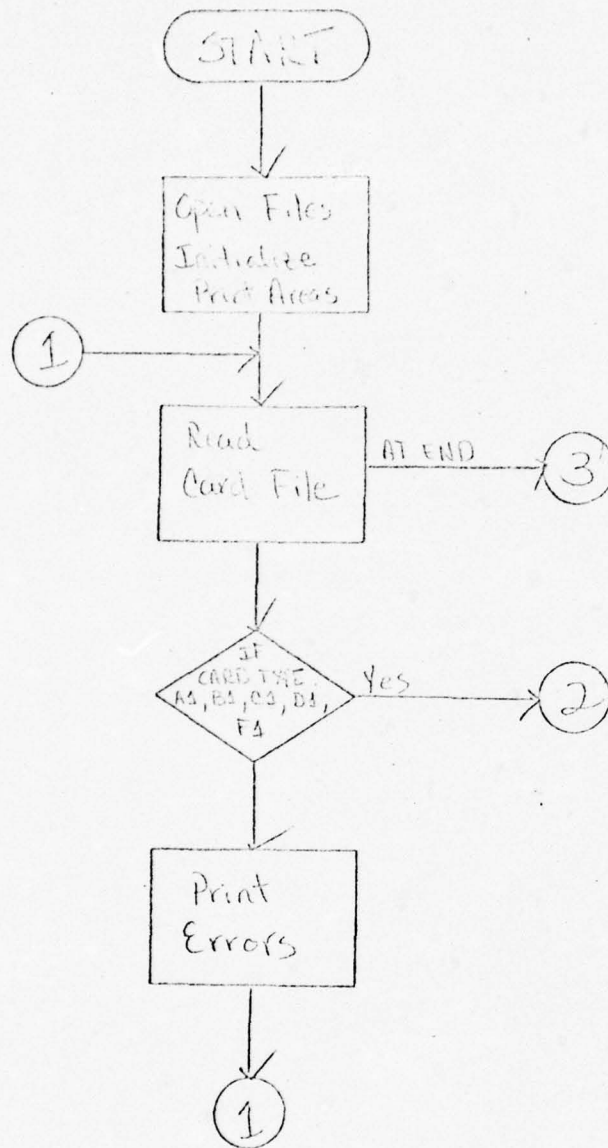 START
Open Files
Initialize
Print Areas
1
Read
Card File
AT END
3
IF
CARD TYPE
A1, B1, C1, D1,
F1
Yes
2
Print
Errors
1